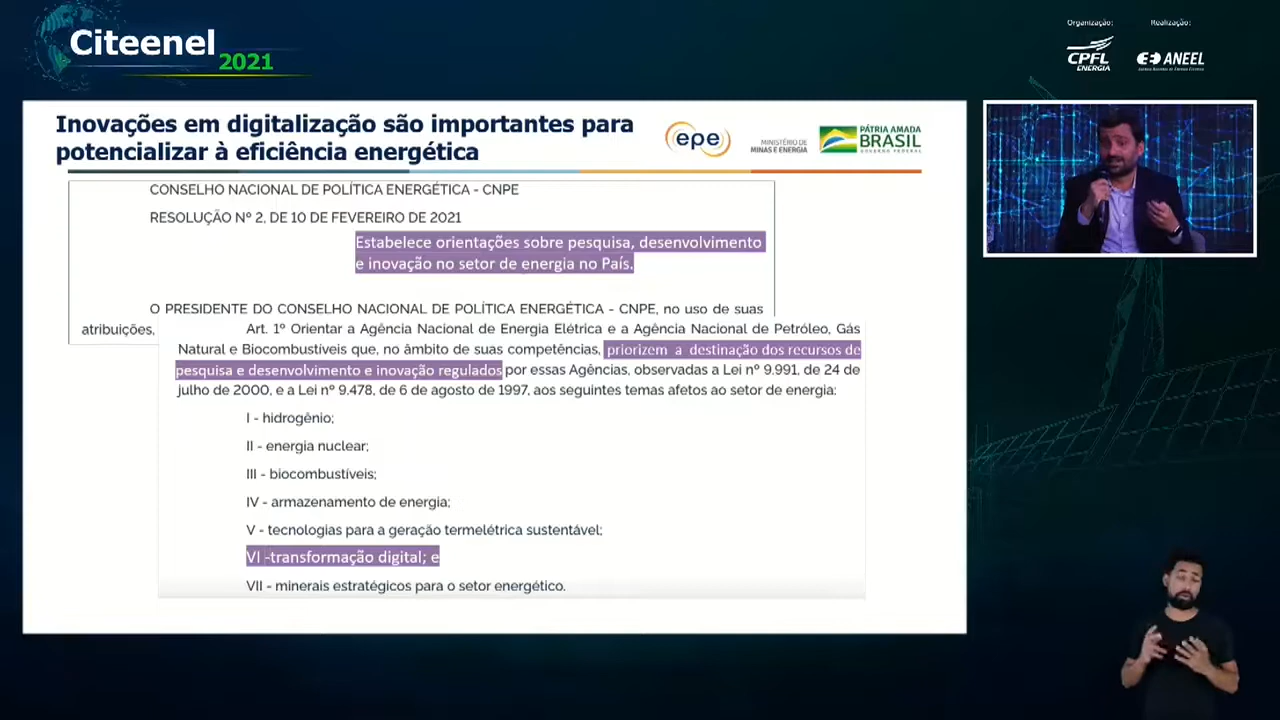 Citeenel
2021
Organização:
Realização:
CPFL
ENERGIA
ANEEL
Inovações em digitalização são importantes para
potencializar à eficiência energética
epe
MINISTÉRIO DE
MINAS E ENERGIA
PÁTRIA AMADA
BRASIL
GOVERNO FEDERAL
CONSELHO NACIONAL DE POLÍTICA ENERGÉTICA - CNPE
RESOLUÇÃO Nº 2, DE 10 DE FEVEREIRO DE 2021
Estabelece orientações sobre pesquisa, desenvolvimento
e inovação no setor de energia no País.
O PRESIDENTE DO CONSELHO NACIONAL DE POLÍTICA ENERGÉTICA - CNPE, no uso de suas
atribuições,
Art. 1º Orientar a Agência Nacional de Energia Elétrica e a Agência Nacional de Petróleo, Gás
Natural e Biocombustíveis que, no âmbito de suas competências, priorizem a destinação dos recursos de
pesquisa e desenvolvimento e inovação regulados por essas Agências, observadas a Lei nº 9.991, de 24 de
julho de 2000, e a Lei nº 9.478, de 6 de agosto de 1997, aos seguintes temas afetos ao setor de energia:
I - hidrogênio;
II - energia nuclear;
III - biocombustíveis;
IV - armazenamento de energia;
V - tecnologias para a geração termelétrica sustentável;
VI -transformação digital; e
VII - minerais estratégicos para o setor energético.